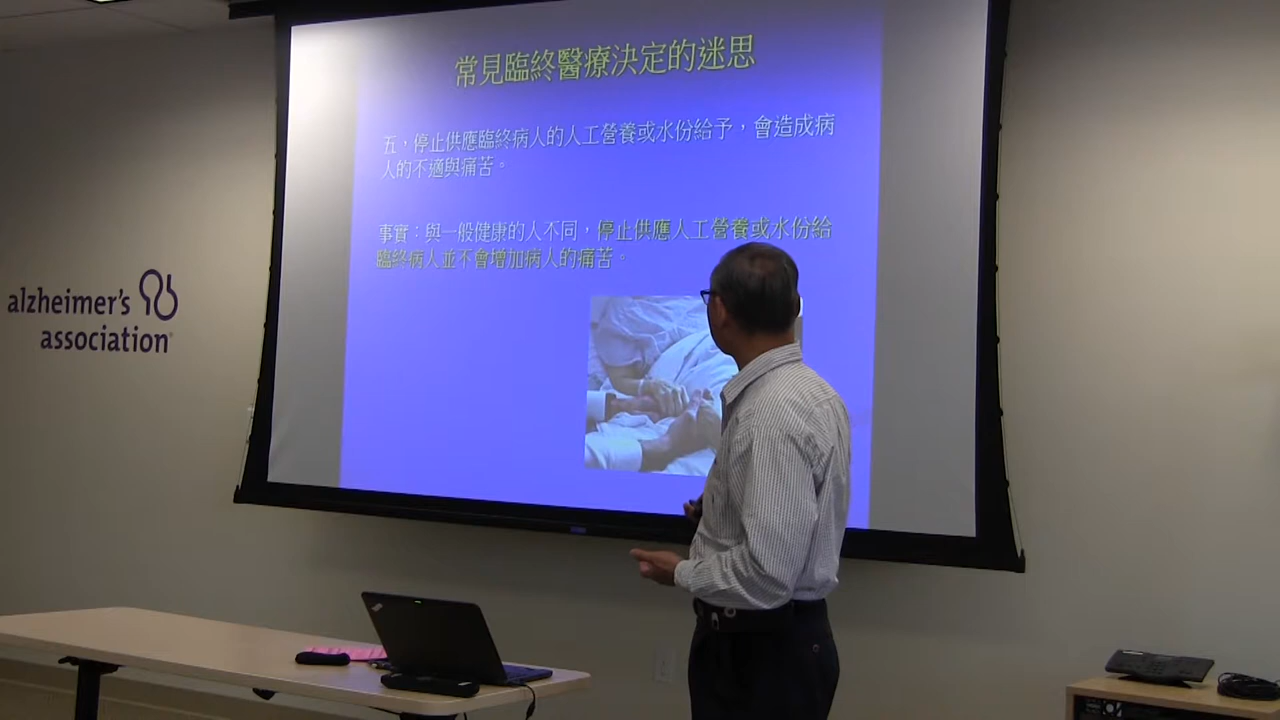 常見臨終醫療決定的迷思
五，停止供應臨終病人的人工營養或水份給予，會造成病
人的不適與痛苦。
事實：與一般健康的人不同，停止供應人工營養或水份給
臨終病人並不會增加病人的痛苦。
alzheimer's
association